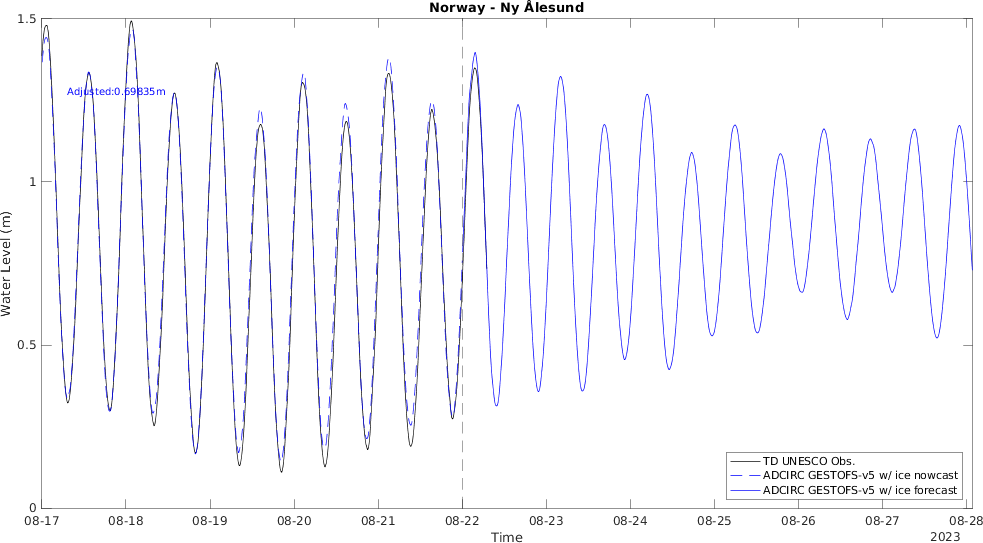 Norway - Ny Ålesund
1.5
Adjusted:0.69835m
1
Water Level (m)
0.5
TD UNESCO Obs.
ADCIRC GESTOFS-v5 w/ ice nowcast
ADCIRC GESTOFS-v5 w/ ice forecast
0
08-17 08-18 08-19 08-20 08-21 08-22 08-23 08-24 08-25 08-26 08-27 08-28
Time
2023